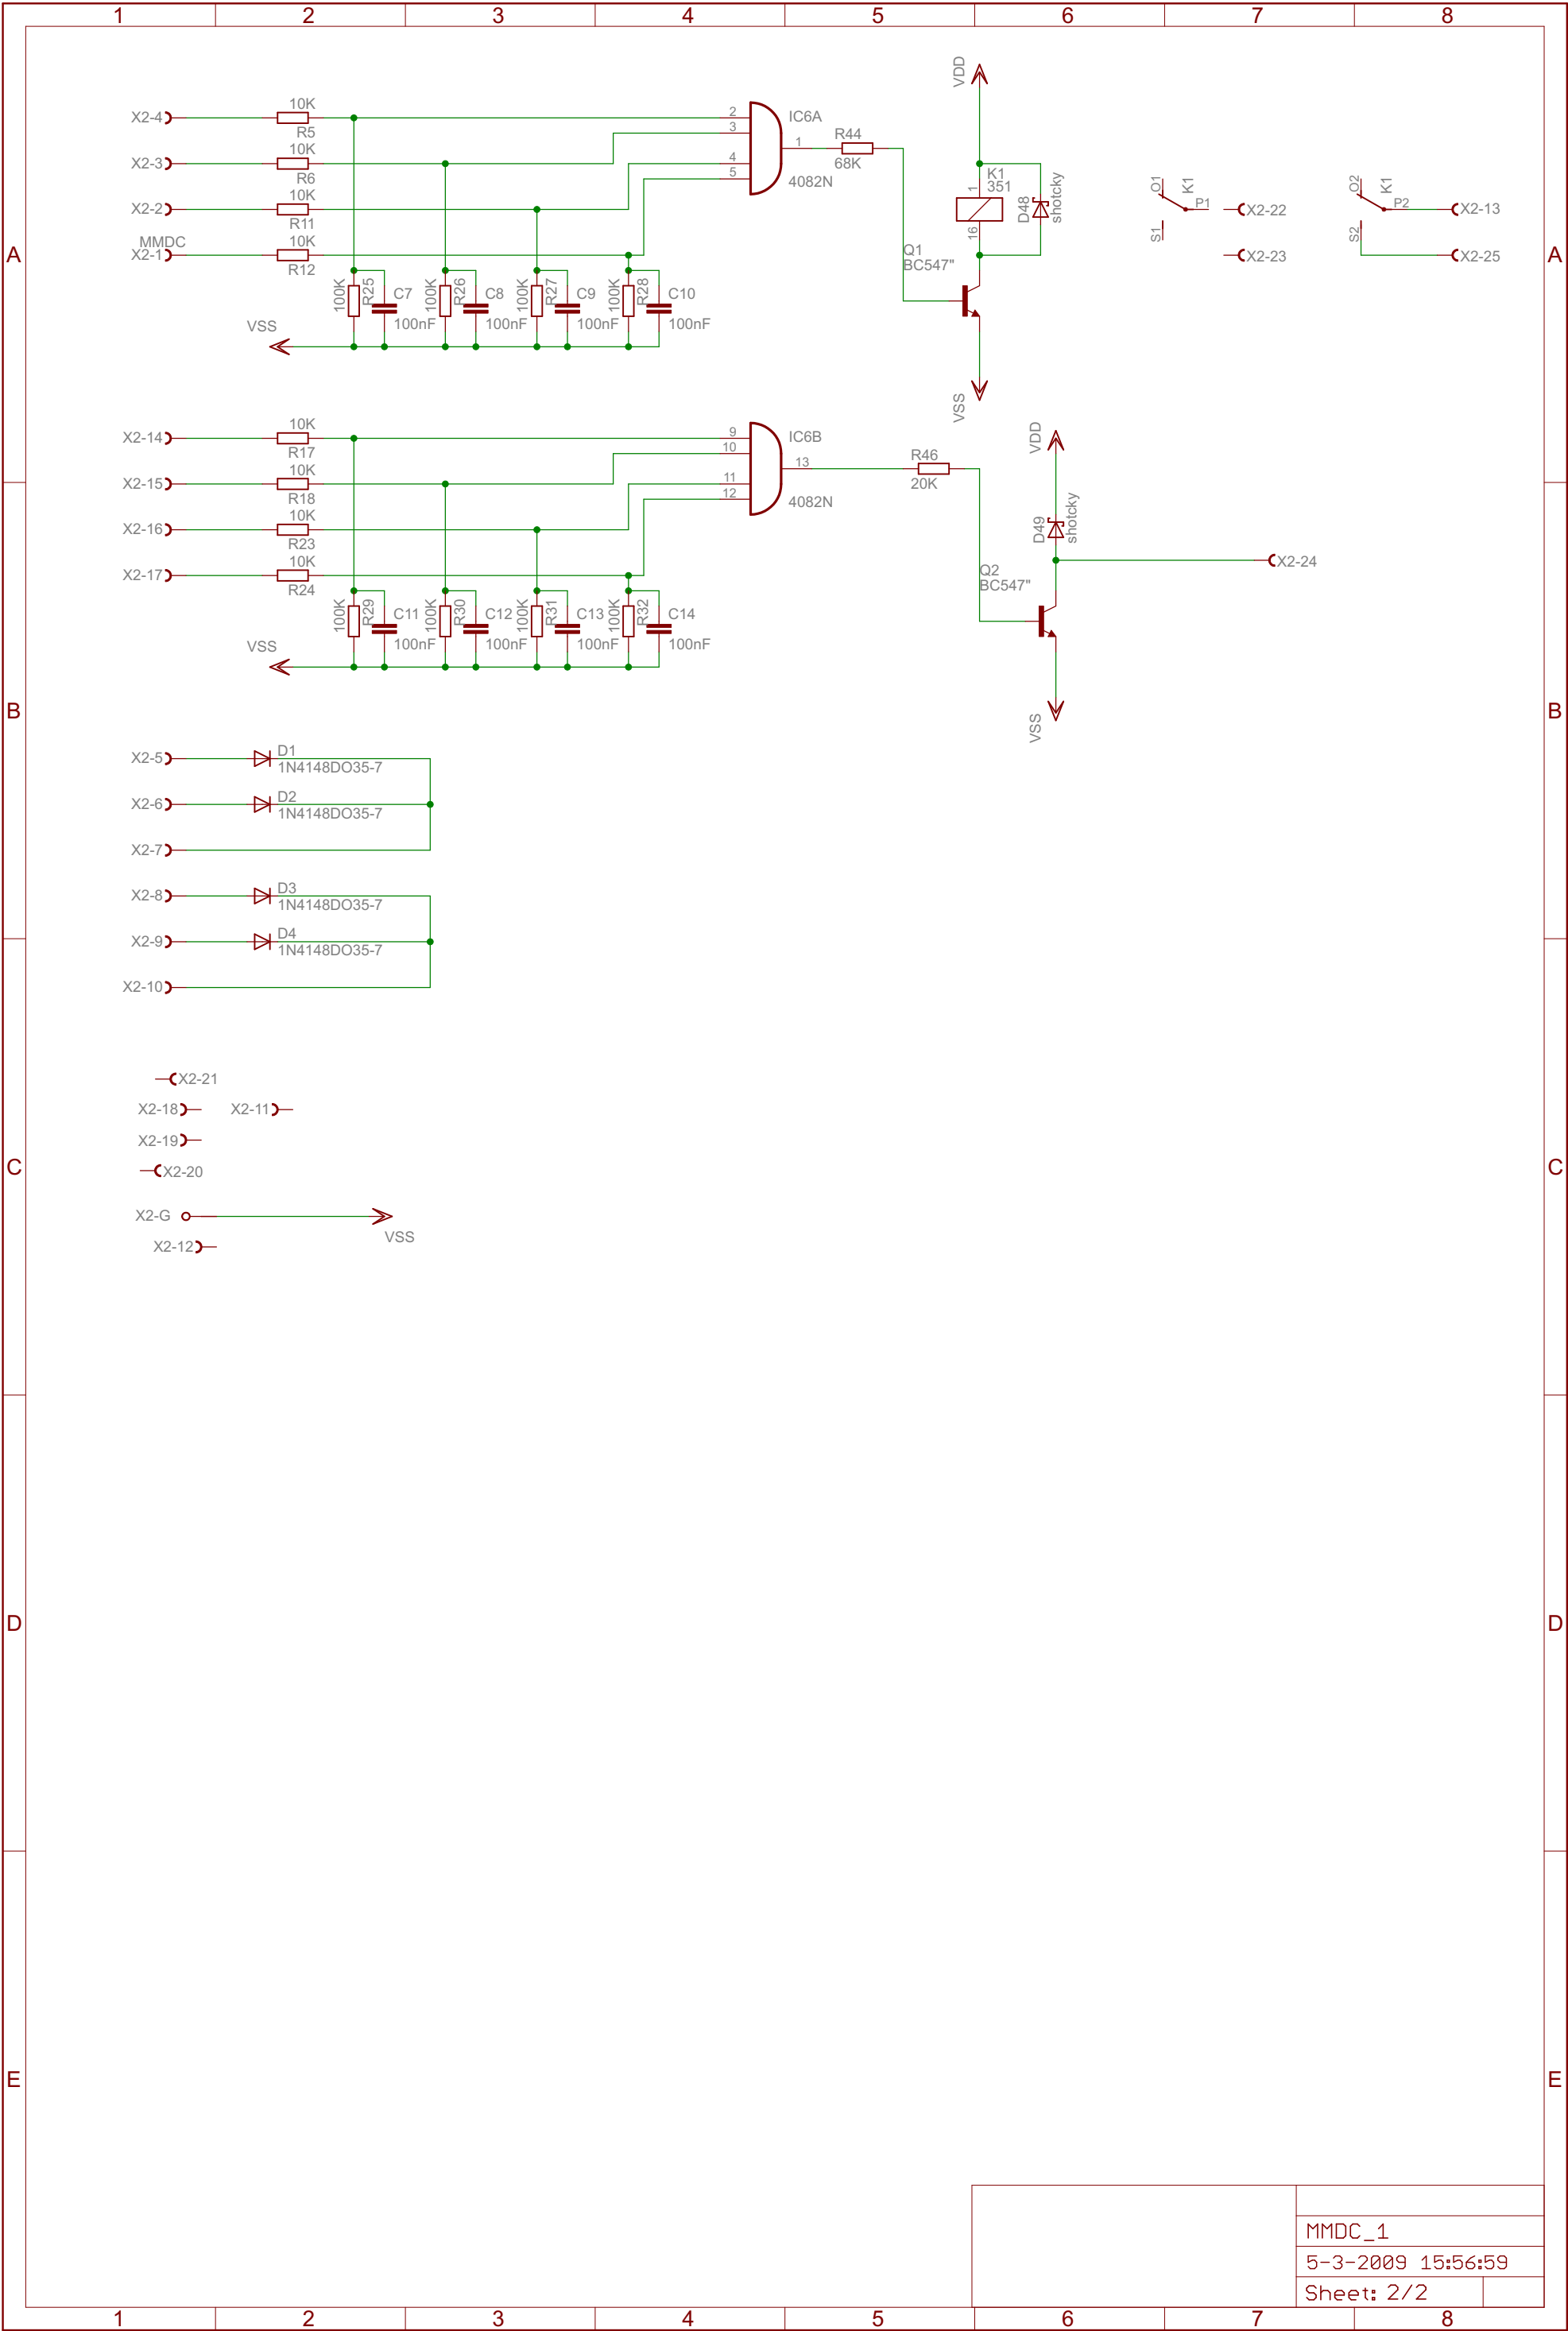 1 2 3 4 5 6 7 8
A
A
B
B
C
C
D
D
E
E
X2-4
10K
R5
X2-3
10K
R6
X2-2
10K
R11
MMDC
X2-1
10K
R12
2
3
4
5
1
IC6A
4082N
R44
68K
VDD
K1
351
1
16
D48
shotcky
Q1
BC547"
VSS
O1
K1
P1
S1
X2-22
X2-23
O2
K1
P2
S2
X2-13
X2-25
VSS
100K
R25
C7
100nF
100K
R26
C8
100nF
100K
R27
C9
100nF
100K
R28
C10
100nF
X2-14
10K
R17
X2-15
10K
R18
X2-16
10K
R23
X2-17
10K
R24
9
10
11
12
13
IC6B
4082N
R46
20K
VDD
D49
shotcky
X2-24
Q2
BC547"
VSS
VSS
100K
R29
C11
100nF
100K
R30
C12
100nF
100K
R31
C13
100nF
100K
R32
C14
100nF
X2-5
D1
1N4148DO35-7
X2-6
D2
1N4148DO35-7
X2-7
X2-8
D3
1N4148DO35-7
X2-9
D4
1N4148DO35-7
X2-10
X2-21
X2-18 X2-11
X2-19
X2-20
X2-G
VSS
X2-12
MMDC_1
5-3-2009 15:56:59
Sheet: 2/2
1 2 3 4 5 6 7 8